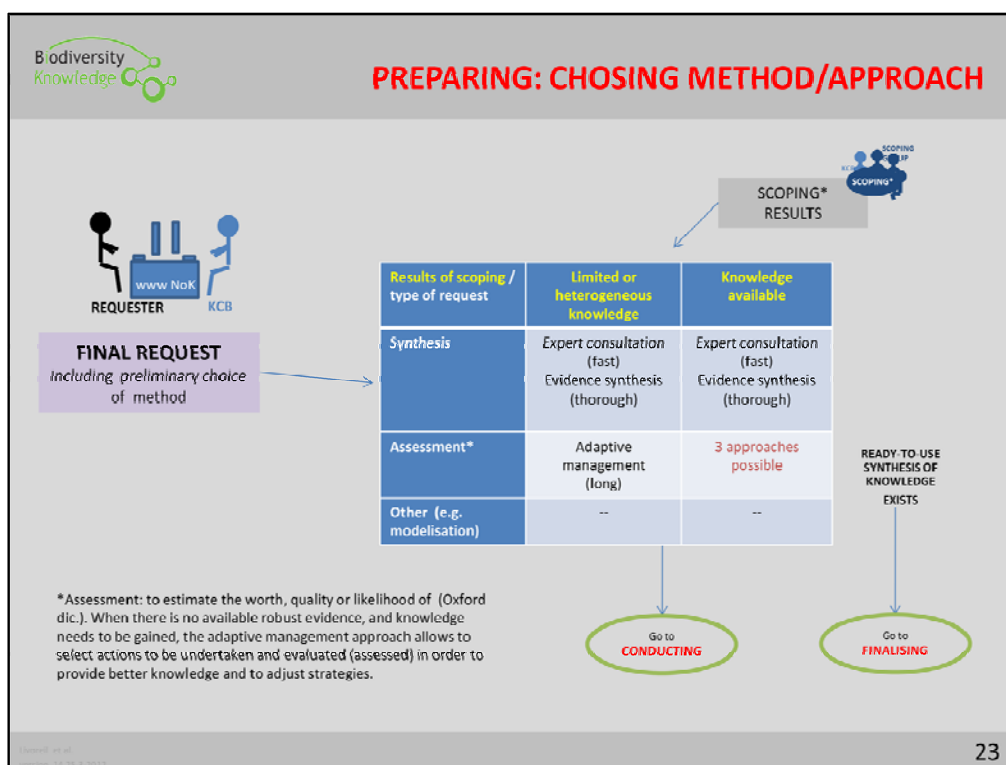 Biodiversity
Knowledge
PREPARING: CHOSING METHOD/APPROACH
SCOPING
KCB
SCOPING*
SCOPING*
RESULTS
www NoK
REQUESTER
KCB
FINAL REQUEST
Including preliminary choice
of method
Results of scoping /
type of request
Limited or
heterogeneous
knowledge
Knowledge
available
Synthesis
Expert consultation
(fast)
Evidence synthesis
(thorough)
Expert consultation
(fast)
Evidence synthesis
(thorough)
Assessment*
Adaptive
management
(long)
3 approaches
possible
Other (e.g.
modelisation)
--
--
READY-TO-USE
SYNTHESIS OF
KNOWLEDGE
EXISTS
*Assessment: to estimate the worth, quality or likelihood of (Oxford
dic.). When there is no available robust evidence, and knowledge
needs to be gained, the adaptive management approach allows to
select actions to be undertaken and evaluated (assessed) in order to
provide better knowledge and to adjust strategies.
Go to
CONDUCTING
Go to
FINALISING
23